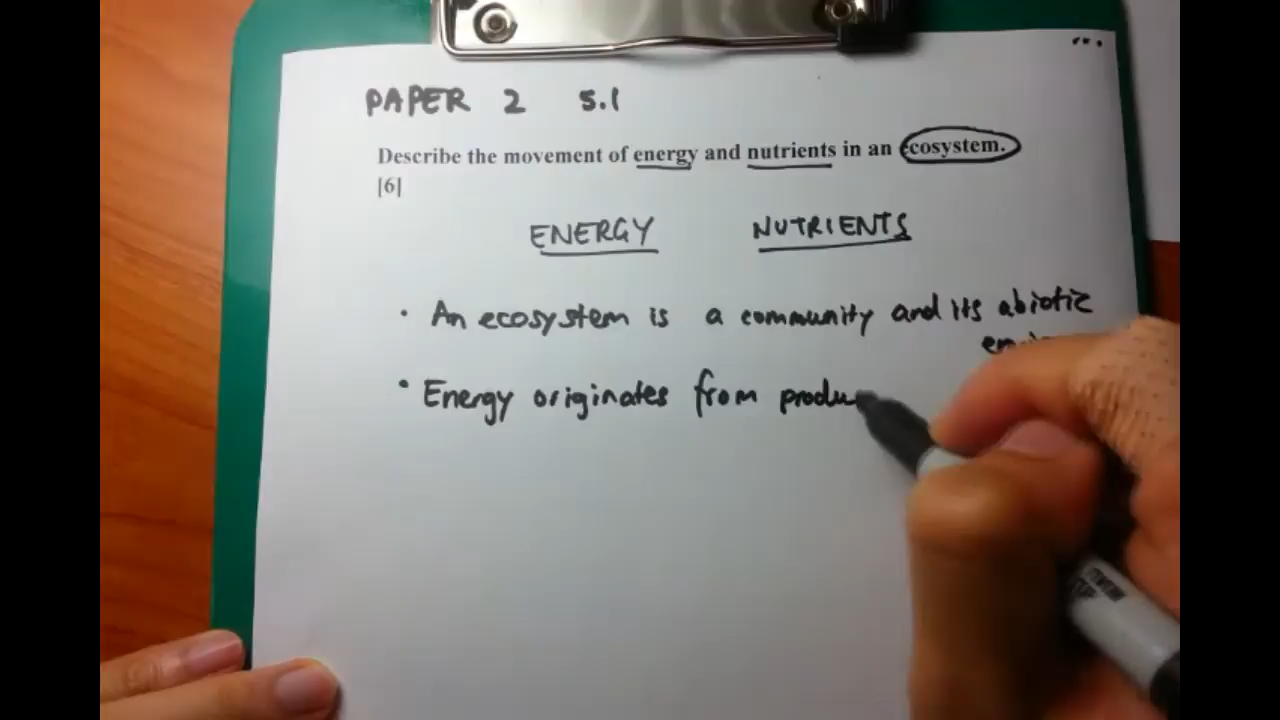 PAPER 2 5.1
Describe the movement of energy and nutrients in an ecosystem.
[6]
ENERGY NUTRIENTS
• An ecosystem is a community and its abiotic
• Energy originates from